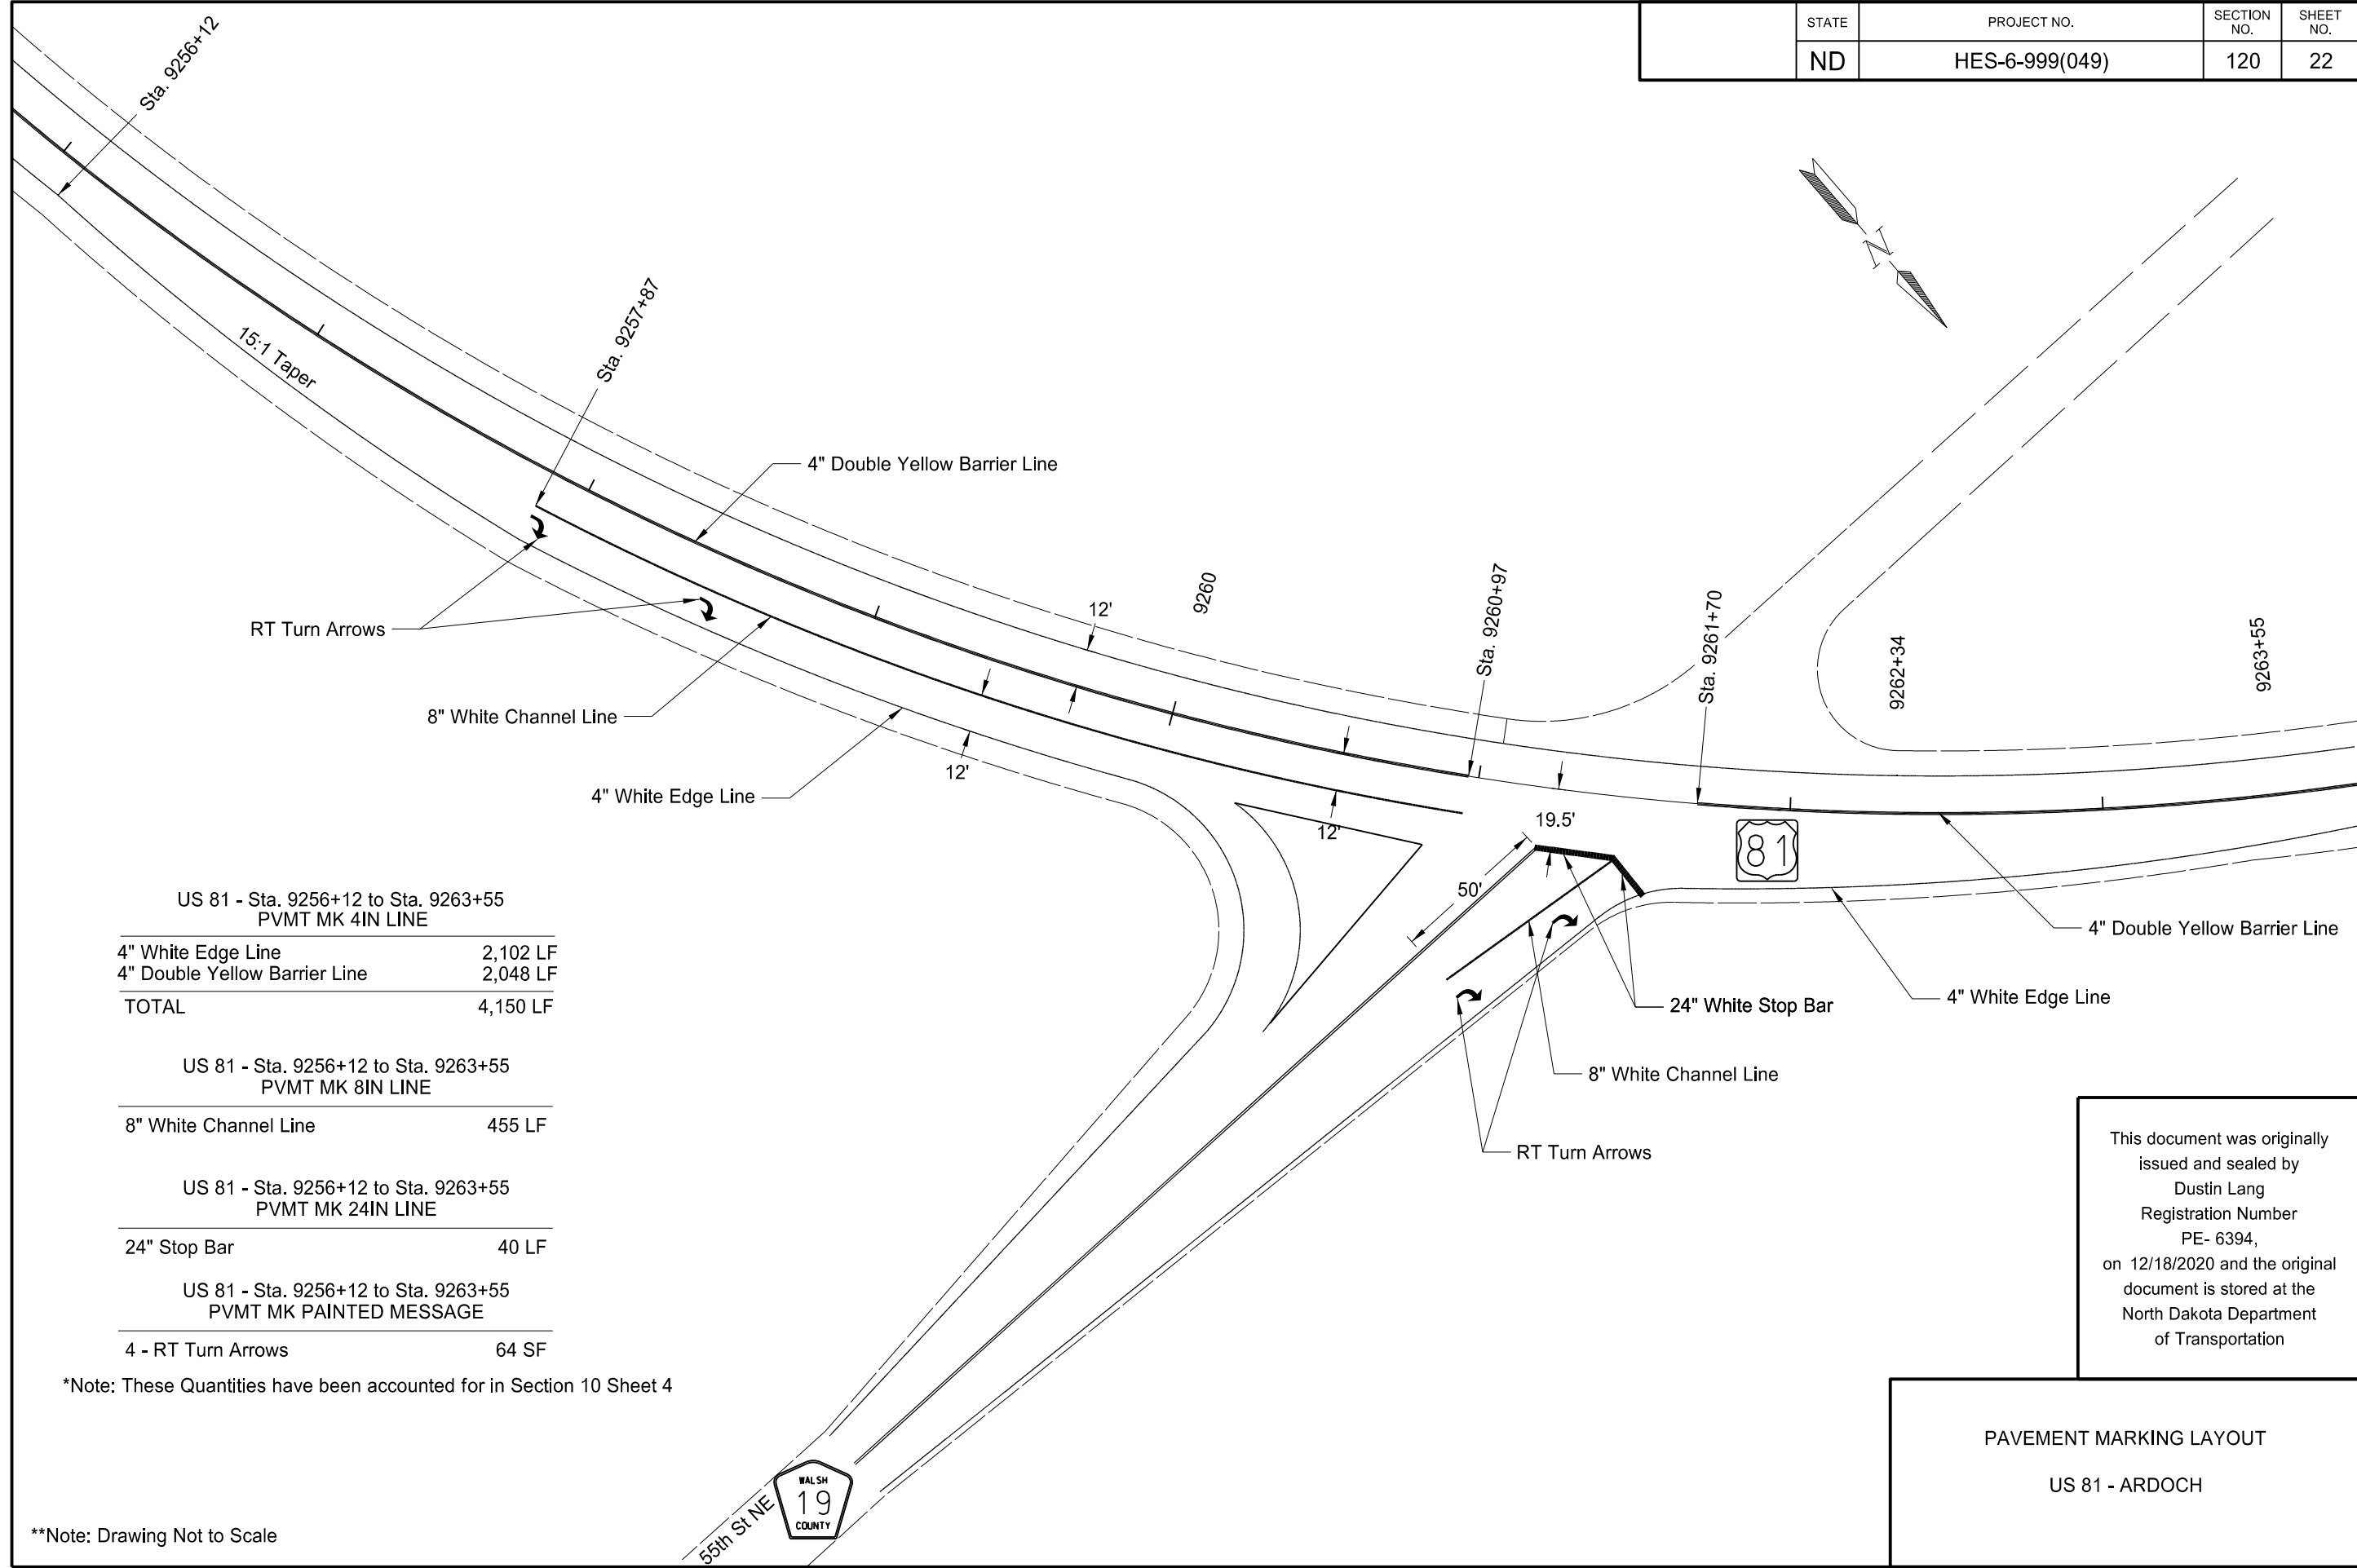 STATE
PROJECT NO.
SECTION NO.
SHEET NO.
ND
HES-6-999(049)
120
22
Sta. 9256+12
15:1 Taper
Sta. 9257+87
4" Double Yellow Barrier Line
RT Turn Arrows
8" White Channel Line
4" White Edge Line
12'
12'
12'
9260
Sta. 9260+97
Sta. 9261+70
9262+34
9263+55
N
19.5'
50'
81
4" Double Yellow Barrier Line
4" White Edge Line
24" White Stop Bar
8" White Channel Line
RT Turn Arrows
US 81 - Sta. 9256+12 to Sta. 9263+55
PVMT MK 4IN LINE
4" White Edge Line 2,102 LF
4" Double Yellow Barrier Line 2,048 LF
TOTAL 4,150 LF
US 81 - Sta. 9256+12 to Sta. 9263+55
PVMT MK 8IN LINE
8" White Channel Line 455 LF
US 81 - Sta. 9256+12 to Sta. 9263+55
PVMT MK 24IN LINE
24" Stop Bar 40 LF
US 81 - Sta. 9256+12 to Sta. 9263+55
PVMT MK PAINTED MESSAGE
4 - RT Turn Arrows 64 SF
*Note: These Quantities have been accounted for in Section 10 Sheet 4
**Note: Drawing Not to Scale
55th St NE
WALSH
19
COUNTY
This document was originally
issued and sealed by
Dustin Lang
Registration Number
PE- 6394,
on 12/18/2020 and the original
document is stored at the
North Dakota Department
of Transportation
PAVEMENT MARKING LAYOUT
US 81 - ARDOCH